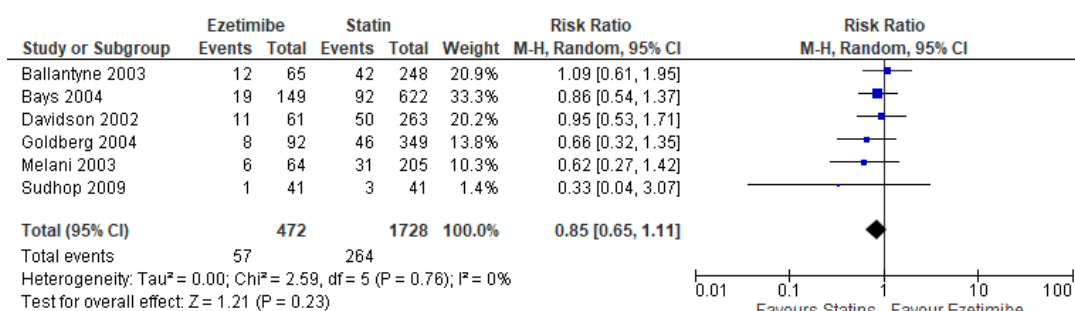 Ezetimibe Statin Risk Ratio Risk Ratio
Study or Subgroup Events Total Events Total Weight M-H, Random, 95% CI M-H, Random, 95% CI
Ballantyne 2003 12 65 42 248 20.9% 1.09 [0.61, 1.95]
Bays 2004 19 149 92 622 33.3% 0.86 [0.54, 1.37]
Davidson 2002 11 61 50 263 20.2% 0.95 [0.53, 1.71]
Goldberg 2004 8 92 46 349 13.8% 0.66 [0.32, 1.35]
Melani 2003 6 64 31 205 10.3% 0.62 [0.27, 1.42]
Sudhop 2009 1 41 3 41 1.4% 0.33 [0.04, 3.07]
Total (95% CI) 472 1728 100.0% 0.85 [0.65, 1.11]
Total events 57 264
Heterogeneity: Tau² = 0.00; Chi² = 2.59, df = 5 (P = 0.76); I² = 0%
Test for overall effect: Z = 1.21 (P = 0.23)
0.01 0.1 1 10 100
Favours Statins Favour Ezetimibe